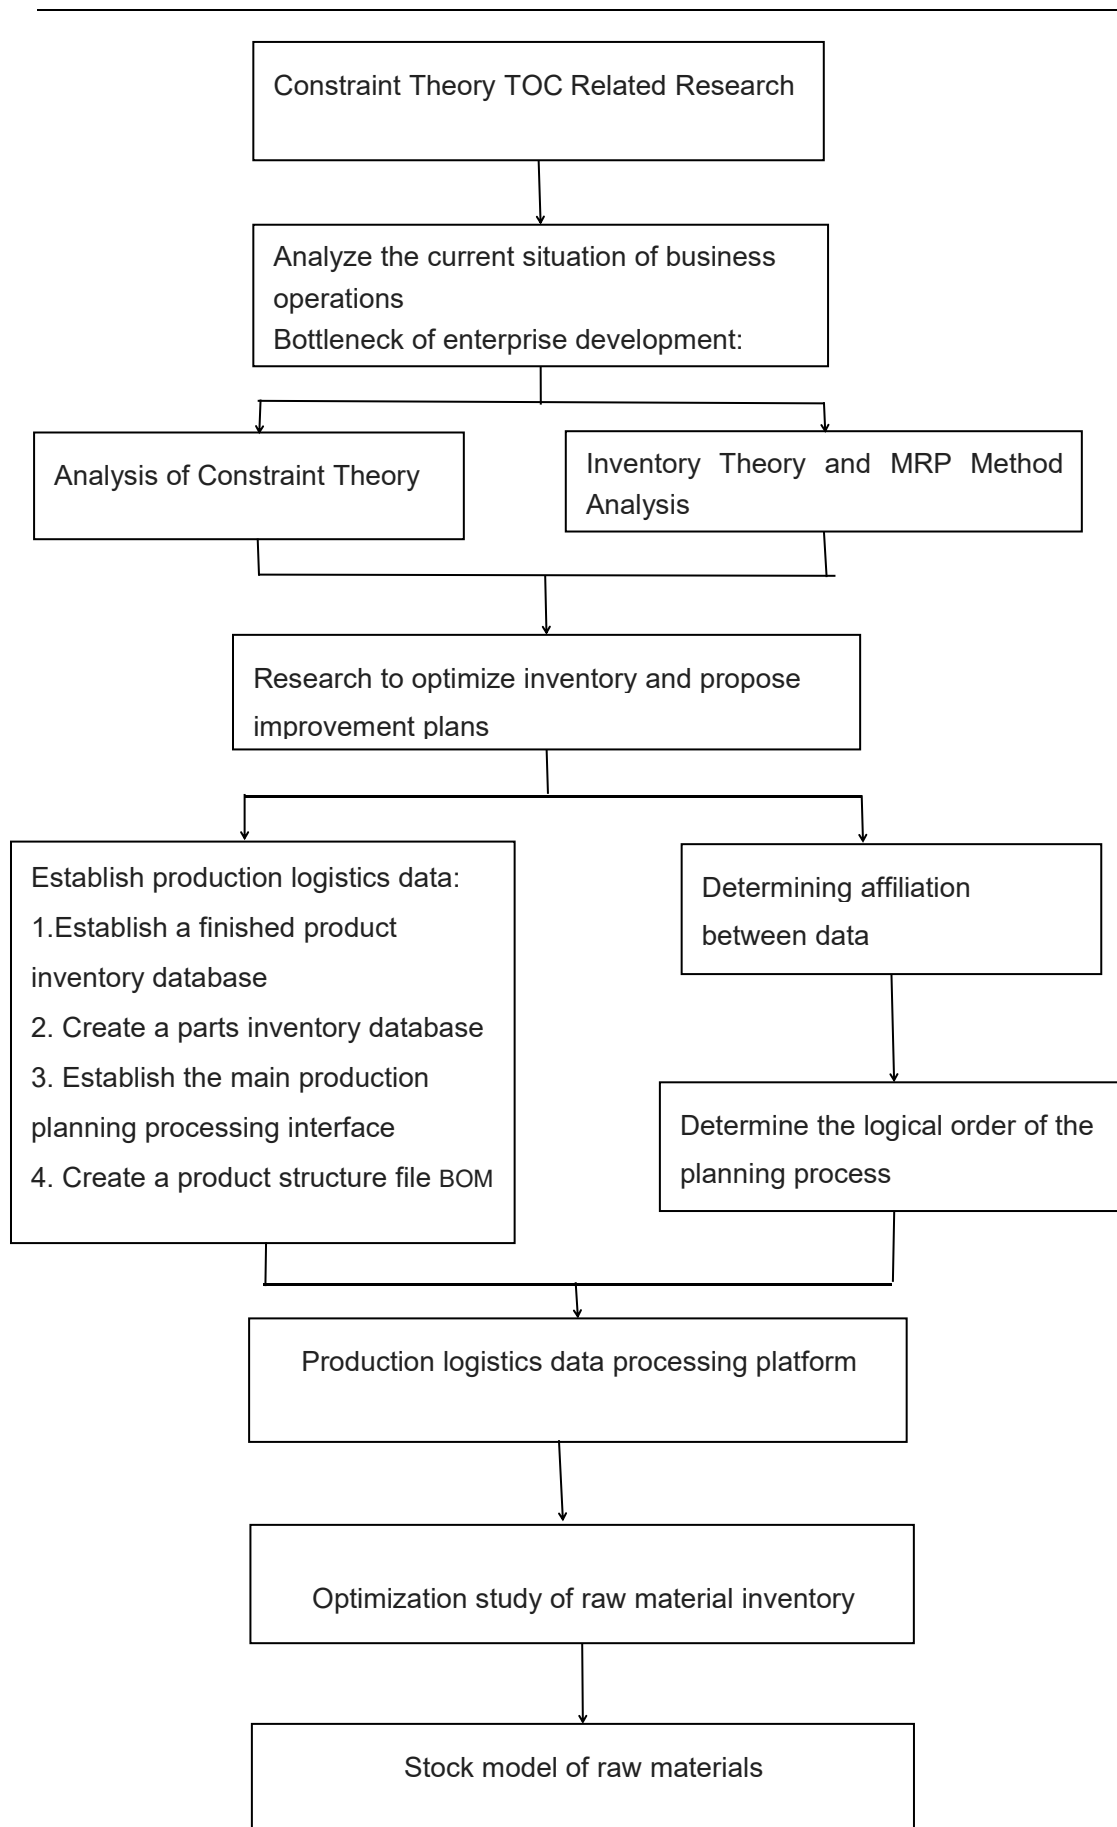 Constraint Theory TOC Related Research
Analyze the current situation of business
operations
Bottleneck of enterprise development:
Analysis of Constraint Theory
Inventory Theory and MRP Method
Analysis
Research to optimize inventory and propose
improvement plans
Establish production logistics data:
1.Establish a finished product
inventory database
2. Create a parts inventory database
3. Establish the main production
planning processing interface
4. Create a product structure file BOM
Determining affiliation
between data
Determine the logical order of the
planning process
Production logistics data processing platform
Optimization study of raw material inventory
Stock model of raw materials